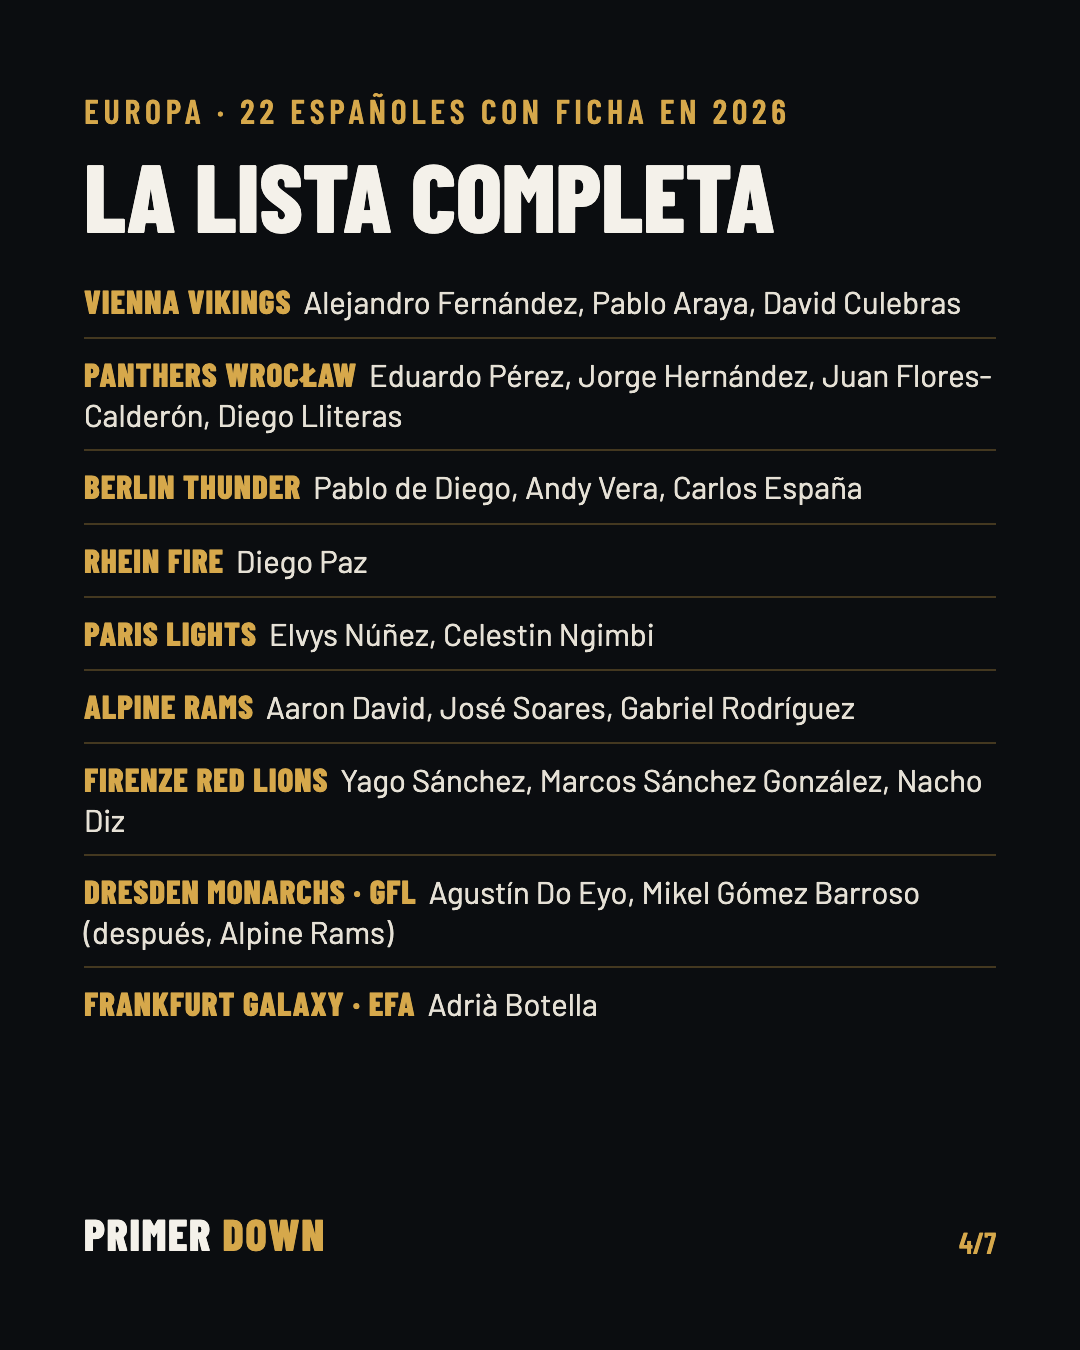 EUROPA · 22 ESPAÑOLES CON FICHA EN 2026
LA LISTA COMPLETA
VIENNA VIKINGS Alejandro Fernández, Pablo Araya, David Culebras
PANTHERS WROCŁAW Eduardo Pérez, Jorge Hernández, Juan Flores-
Calderón, Diego Lliteras
BERLIN THUNDER Pablo de Diego, Andy Vera, Carlos España
RHEIN FIRE Diego Paz
PARIS LIGHTS Elvys Núñez, Celestin Ngimbi
ALPINE RAMS Aaron David, José Soares, Gabriel Rodríguez
FIRENZE RED LIONS Yago Sánchez, Marcos Sánchez González, Nacho
Diz
DRESDEN MONARCHS · GFL Agustín Do Eyo, Mikel Gómez Barroso
(después, Alpine Rams)
FRANKFURT GALAXY · EFA Adrià Botella
PRIMER DOWN
4/7